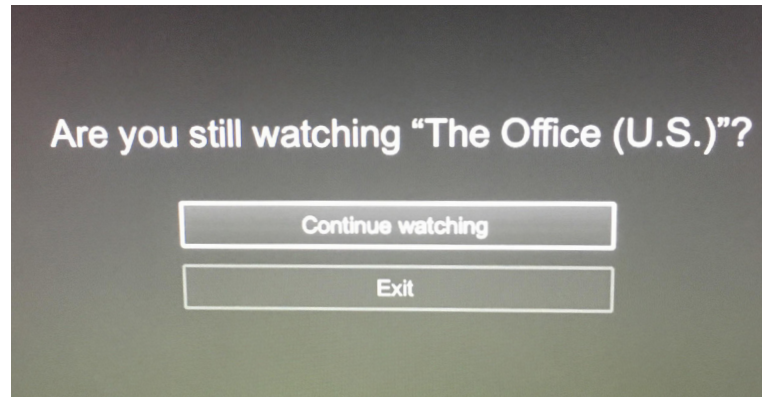 Are you still watching “The Office (U.S.)”?
Continue watching
Exit